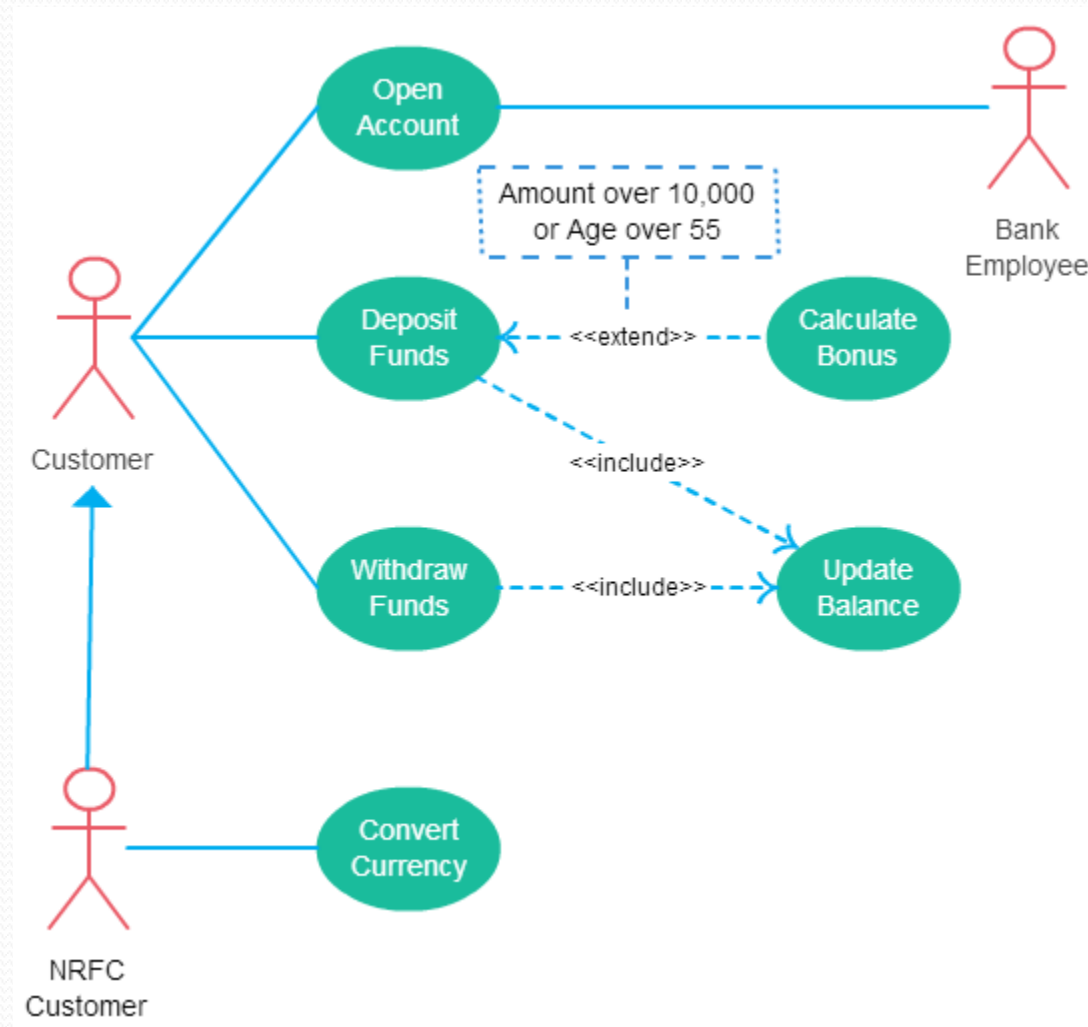 Open
Account
Amount over 10,000
or Age over 55
Bank
Employee
Deposit
Funds
<<extend>>
Calculate
Bonus
Customer
<<include>>
Withdraw
Funds
<<include>>
Update
Balance
Convert
Currency
NRFC
Customer